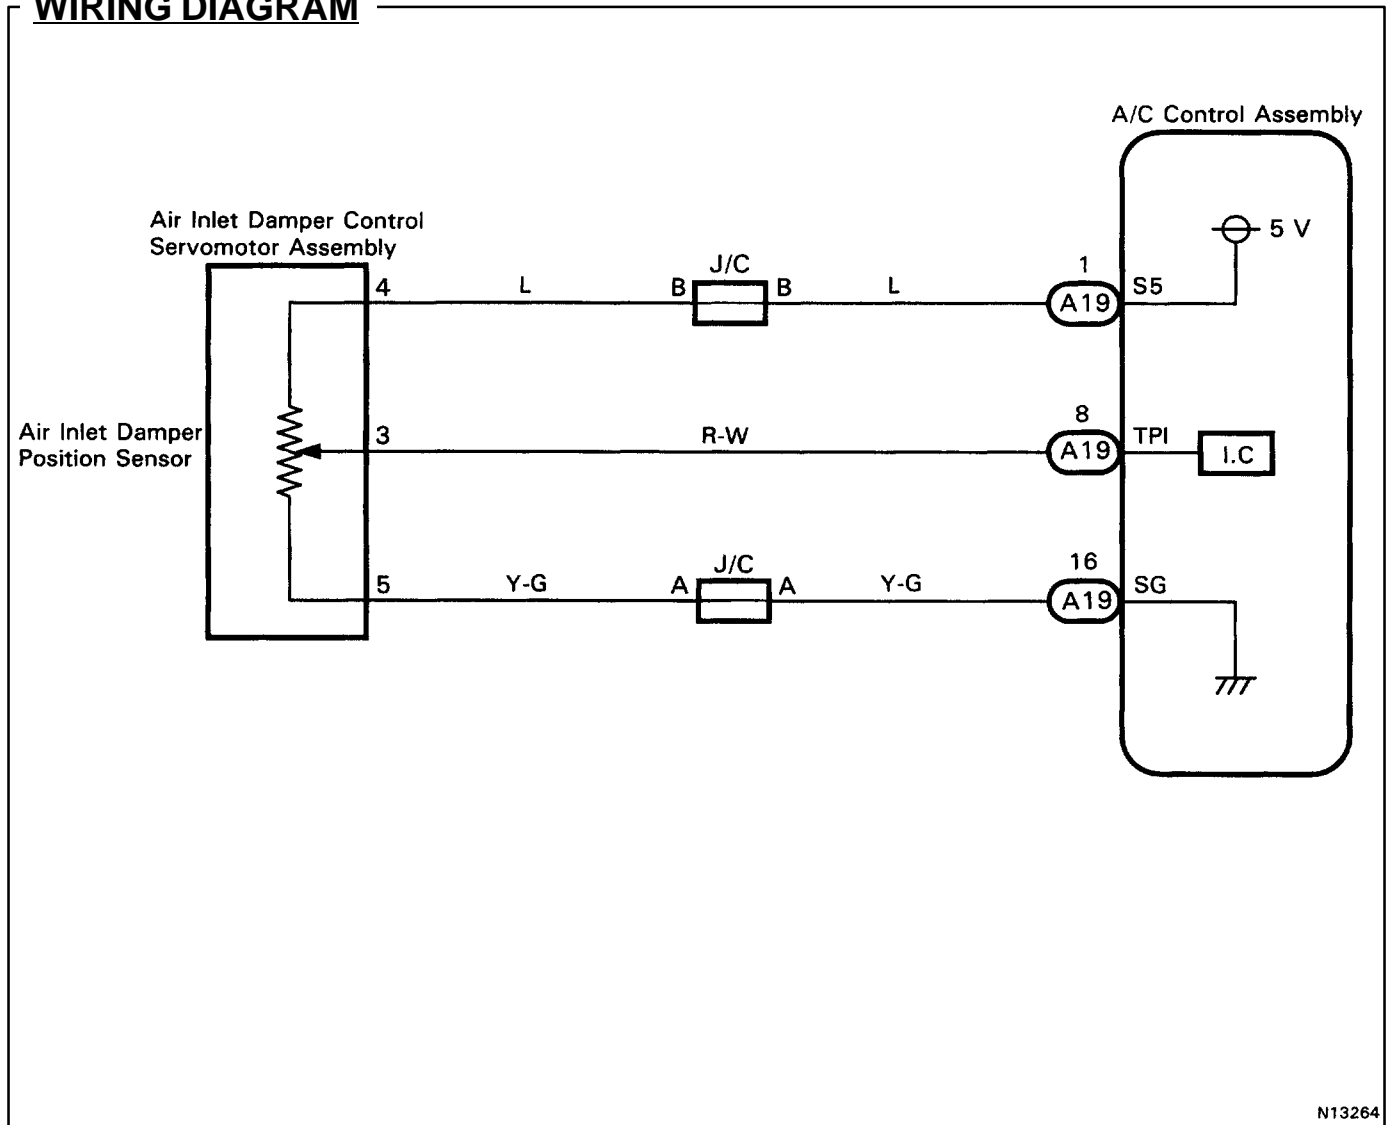 WIRING DIAGRAM
A/C Control Assembly
Air Inlet Damper Control
Servomotor Assembly
5 V
4 L B J/C B L 1 A19 S5
Air Inlet Damper
Position Sensor
3 R-W 8 A19 TPI I.C
5 Y-G A J/C A Y-G 16 A19 SG
N13264